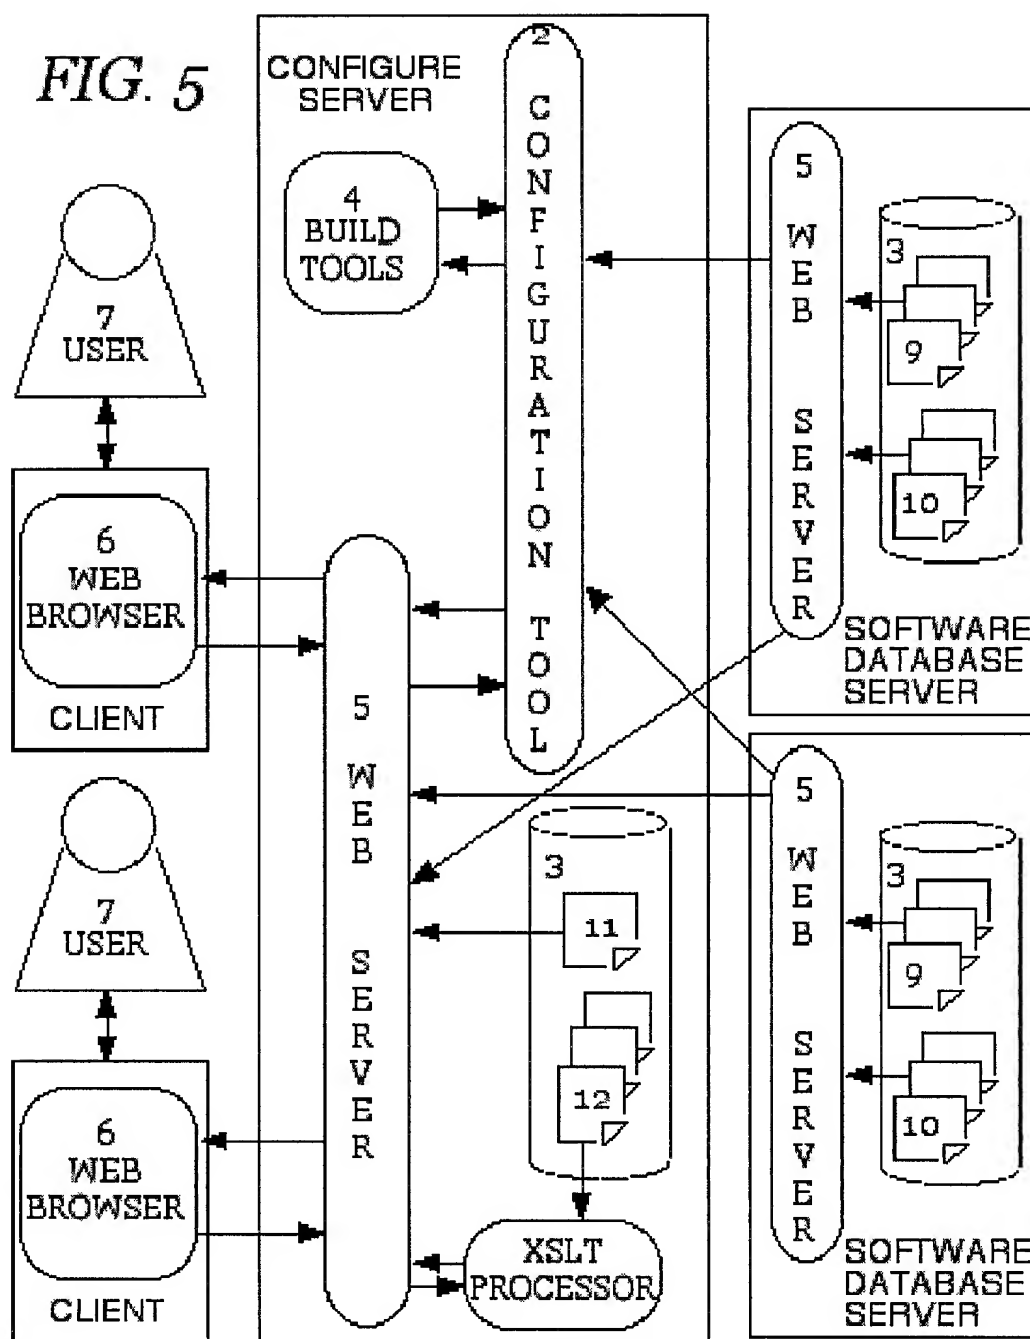 FIG. 5
CONFIGURE
SERVER
2
CONFIGURATION TOOL
4
BUILD
TOOLS
7
USER
6
WEB
BROWSER
CLIENT
7
USER
6
WEB
BROWSER
CLIENT
5
WEB SERVER
3
11
12
XSLT
PROCESSOR
5
WEB SERVER
3
9
10
SOFTWARE
DATABASE
SERVER
5
WEB SERVER
3
9
10
SOFTWARE
DATABASE
SERVER